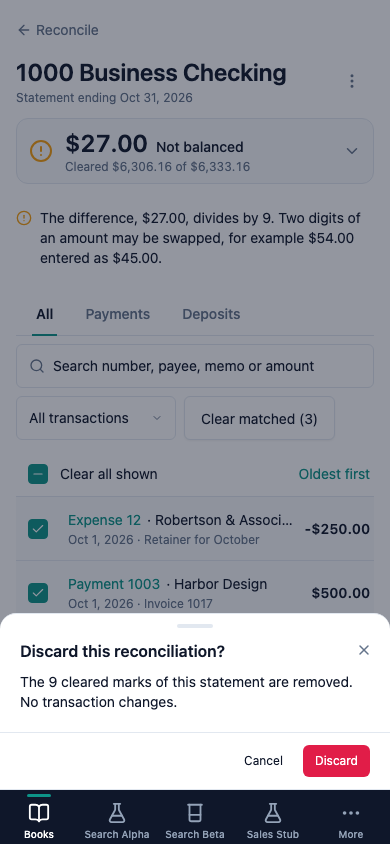 Reconcile
1000 Business Checking
Statement ending Oct 31, 2026
$27.00 Not balanced
Cleared $6,306.16 of $6,333.16
The difference, $27.00, divides by 9. Two digits of
an amount may be swapped, for example $54.00
entered as $45.00.
All Payments Deposits
Search number, payee, memo or amount
All transactions Clear matched (3)
Clear all shown Oldest first
Expense 12 · Robertson & Associ... -$250.00
Oct 1, 2026 · Retainer for October
Payment 1003 · Harbor Design $500.00
Oct 1, 2026 · Invoice 1017
Discard this reconciliation?
The 9 cleared marks of this statement are removed.
No transaction changes.
Cancel Discard
Books Search Alpha Search Beta Sales Stub More